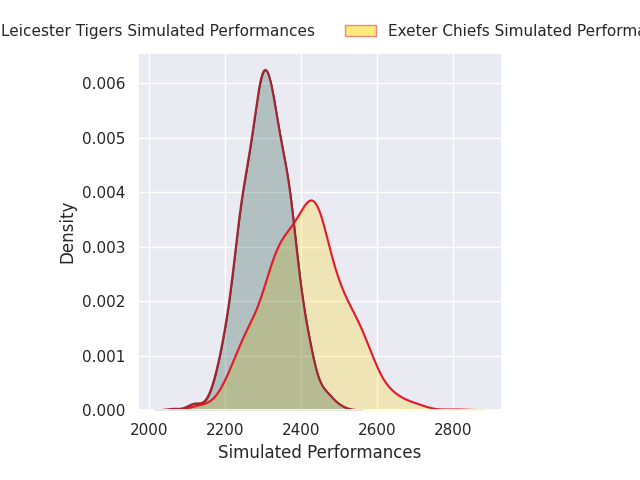 Leicester Tigers Simulated Performances
Exeter Chiefs Simulated
0.006
0.005
0.004
0.003
0.002
0.001
0.000
Density
2000 2200 2400 2600 2800
Simulated Performances